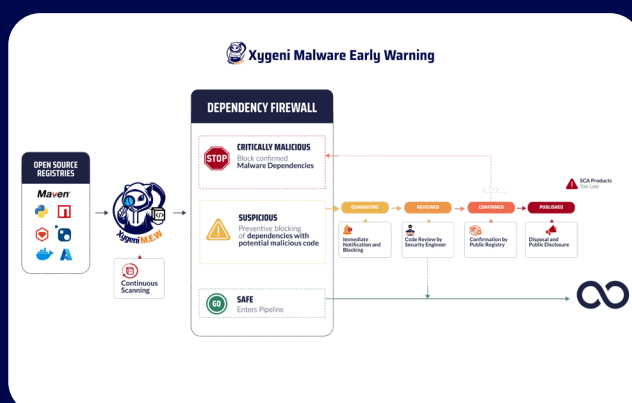 Xygeni Malware Early Warning
DEPENDENCY FIREWALL
OPEN SOURCE
REGISTRIES
Maven
Xygeni M.E.W
Continuous
Scanning
STOP
CRITICALLY MALICIOUS
Block confirmed
Malware Dependencies
SUSPICIOUS
Preventive blocking
of dependencies with
potential malicious code
GO
SAFE
Enters Pipeline
QUARANTINE
REVIEWED
CONFIRMED
PUBLISHED
SCA Products
Too Late
Immediate
Notification and
Blocking
Code Review by
Security Engineer
Confirmation by
Public Registry
Disposal and
Public Disclosure